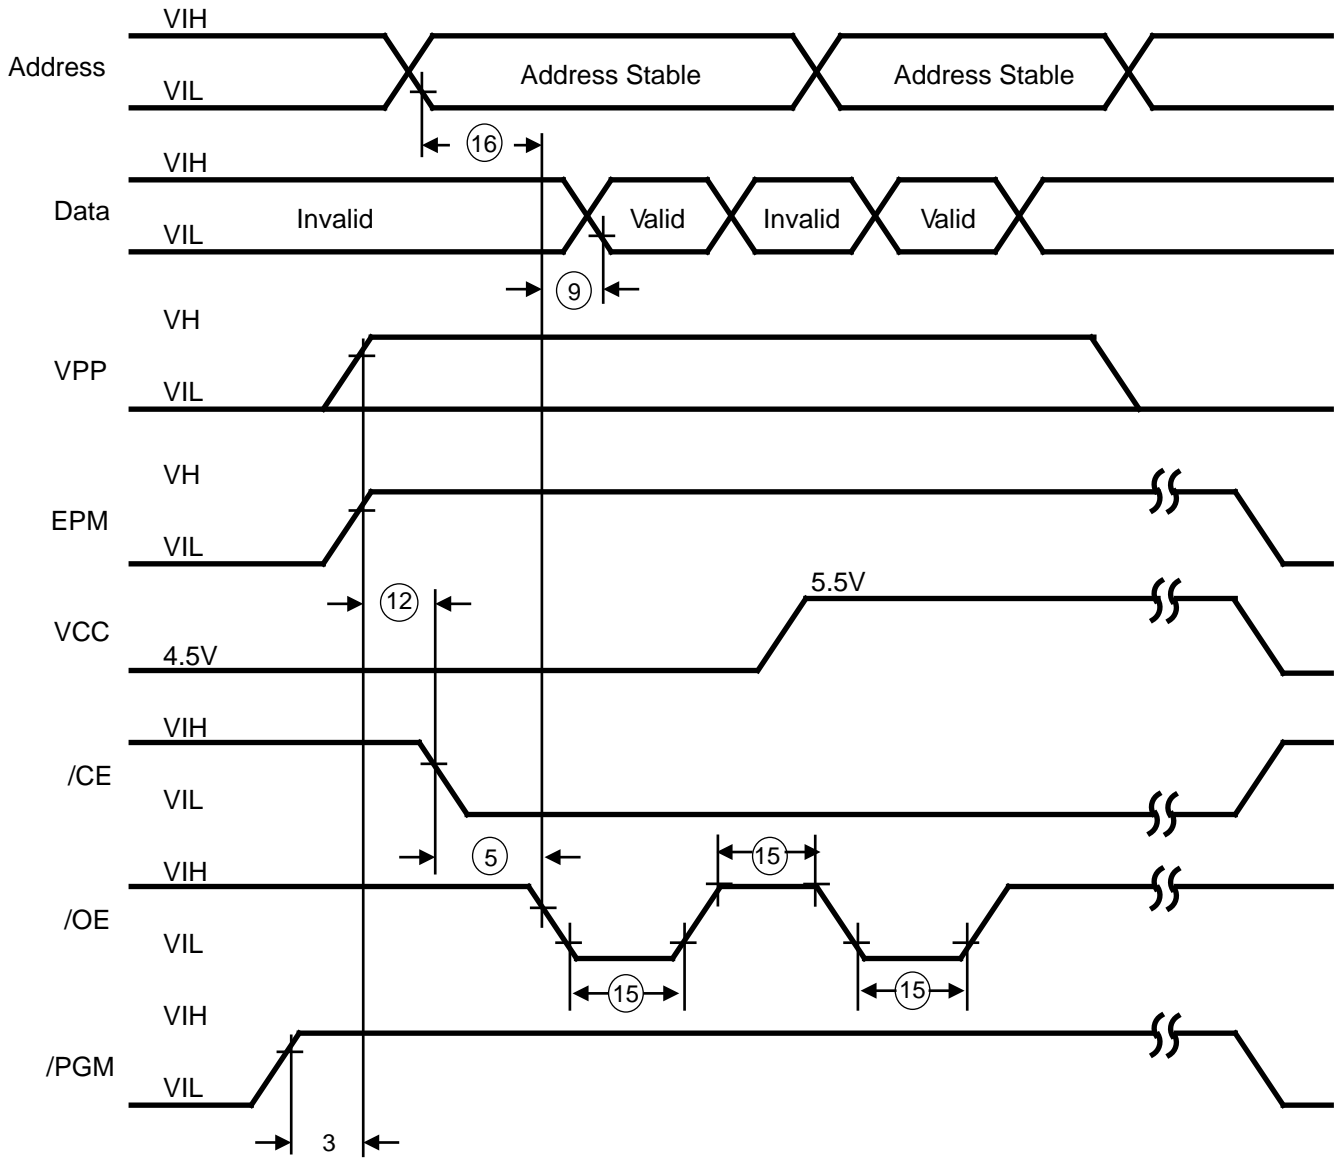 VIH
Address
VIL
Address Stable
Address Stable
16
VIH
Data
VIL
Invalid
Valid
Invalid
Valid
9
VH
VPP
VIL
VH
EPM
VIL
12
5.5V
VCC
4.5V
VIH
/CE
VIL
5
15
VIH
/OE
VIL
15
15
VIH
/PGM
VIL
3